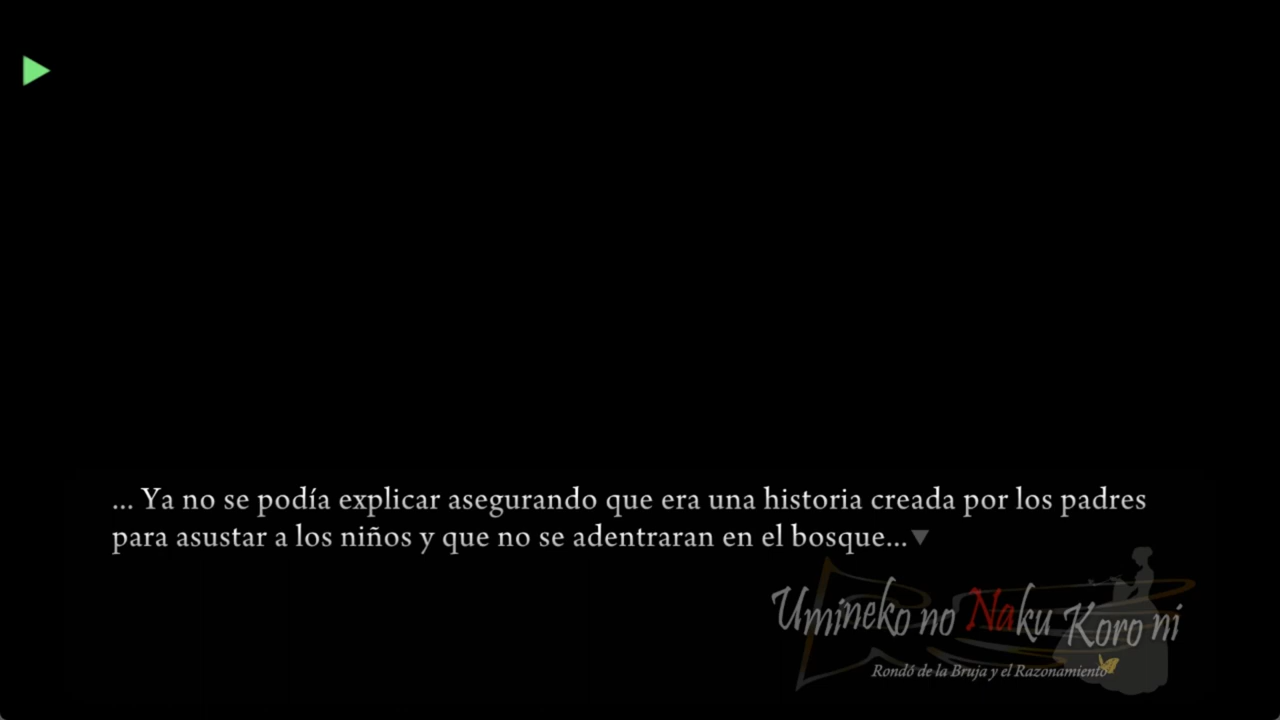 ... Ya no se podía explicar asegurando que era una historia creada por los padres
para asustar a los niños y que no se adentraran en el bosque...
Umineko no Naku Koro ni
Rondó de la Bruja y el Razonamiento